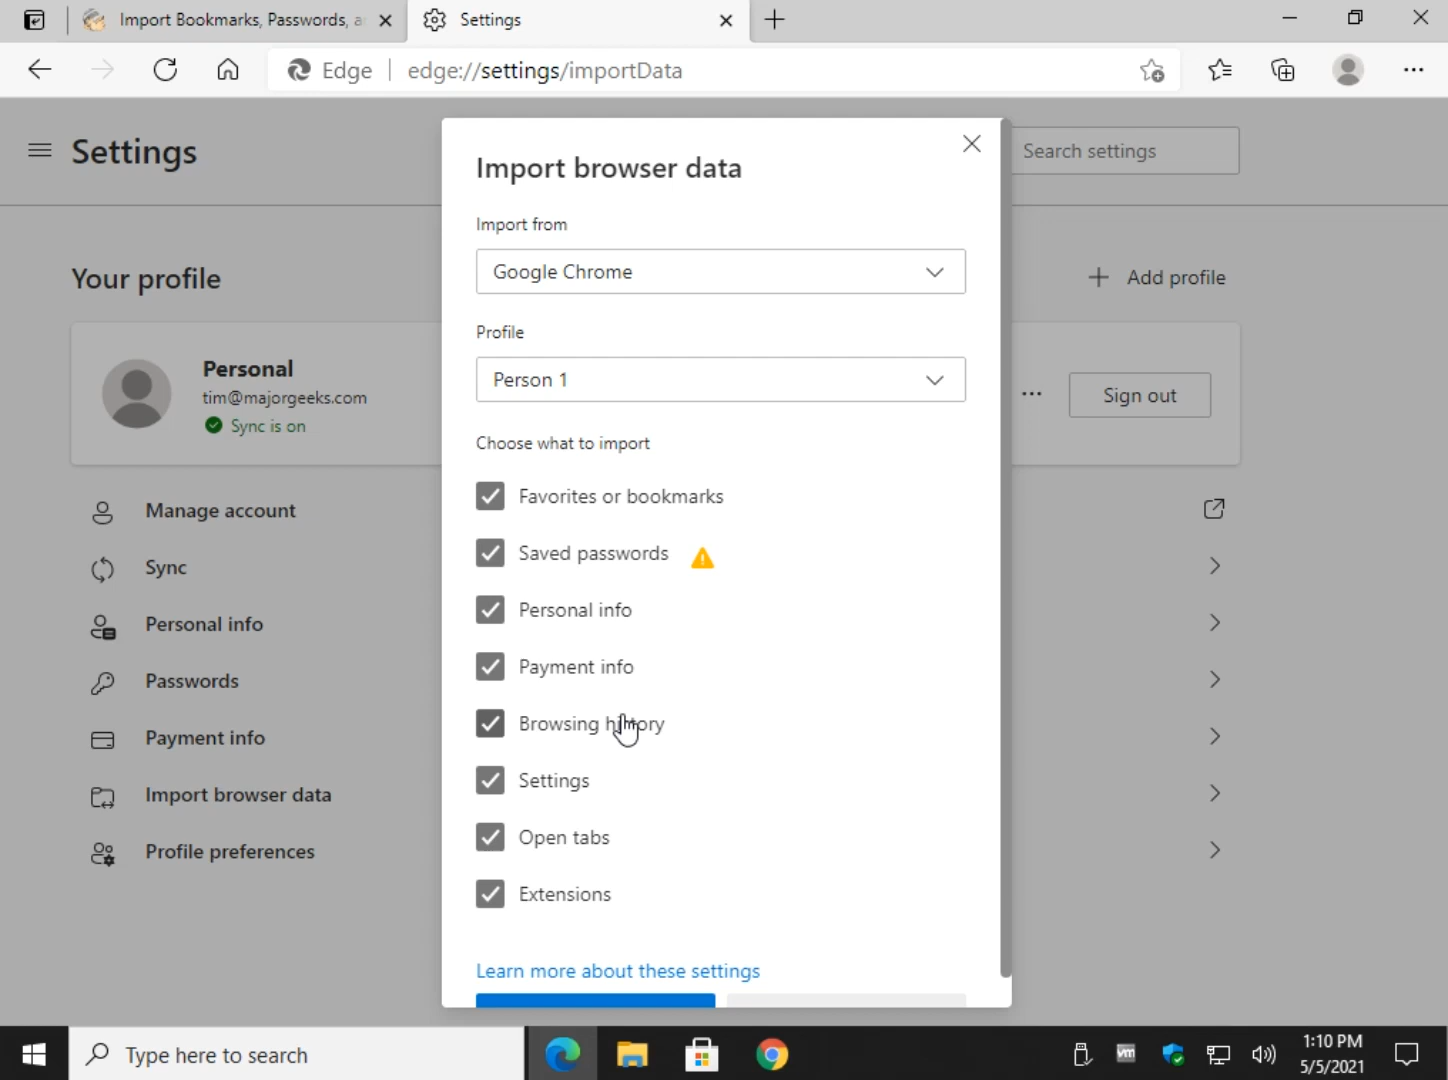 Import Bookmarks, Passwords, a
Settings
Edge
edge://settings/importData
Settings
Search settings
Import browser data
Import from
Google Chrome
Profile
Person 1
Choose what to import
Favorites or bookmarks
Saved passwords
Personal info
Payment info
Browsing history
Settings
Open tabs
Extensions
Learn more about these settings
Your profile
Add profile
Personal
tim@majorgeeks.com
Sync is on
Sign out
Manage account
Sync
Personal info
Passwords
Payment info
Import browser data
Profile preferences
Type here to search
vm
1:10 PM
5/5/2021